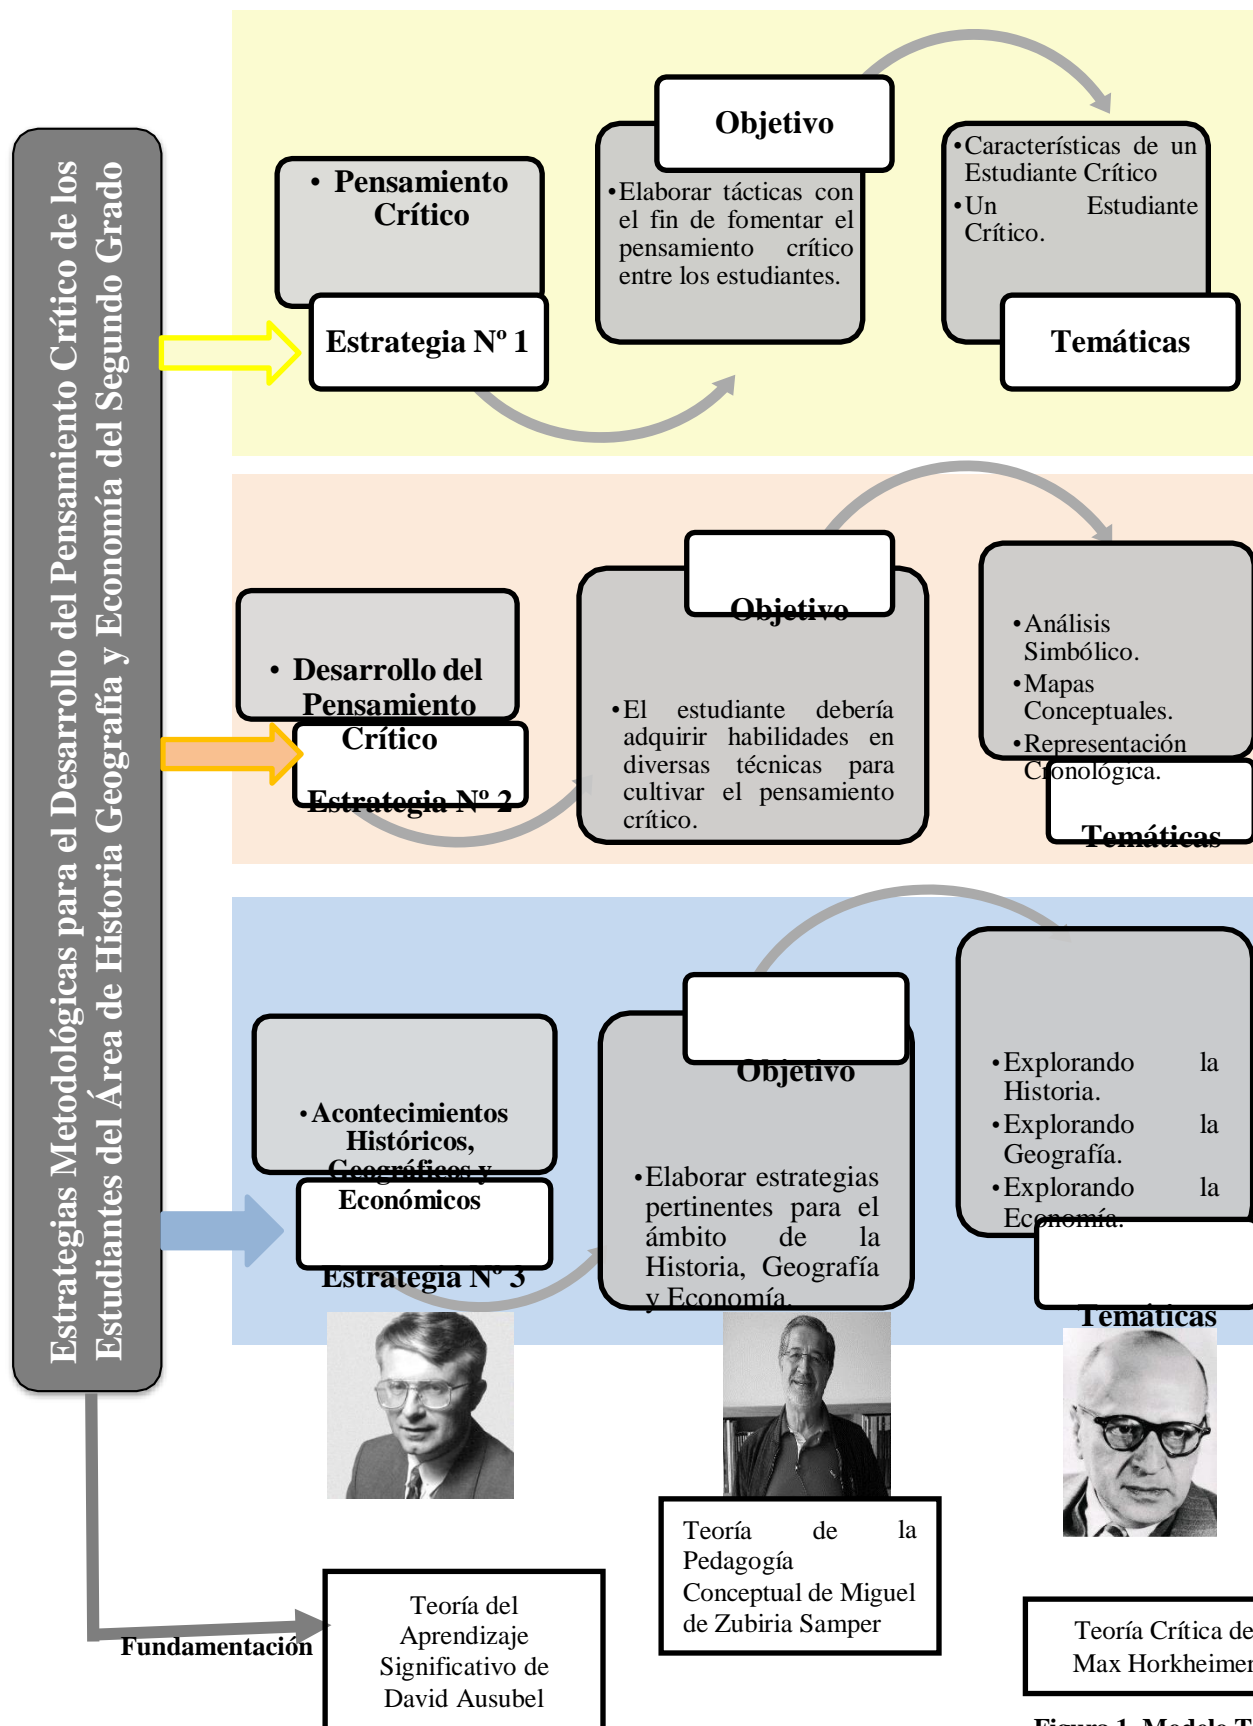 Estrategias Metodológicas para el Desarrollo del Pensamiento Crítico de los
Estudiantes del Área de Historia Geografía y Economía del Segundo Grado
• Pensamiento
Crítico
Estrategia Nº 1
Objetivo
•Elaborar tácticas con
el fin de fomentar el
pensamiento crítico
entre los estudiantes.
•Características de un
Estudiante Crítico
•Un Estudiante
Crítico.
Temáticas
• Desarrollo del
Pensamiento
Crítico
Estrategia Nº 2
Objetivo
•El estudiante debería
adquirir habilidades en
diversas técnicas para
cultivar el pensamiento
crítico.
•Análisis
Simbólico.
•Mapas
Conceptuales.
•Representación
Cronológica.
Temáticas
•Acontecimientos
Históricos,
Geográficos y
Económicos
Estrategia Nº 3
Objetivo
•Elaborar estrategias
pertinentes para el
ámbito de la
Historia, Geografía
y Economía.
•Explorando la
Historia.
•Explorando la
Geografía.
•Explorando la
Economía.
Temáticas
Fundamentación
Teoría del
Aprendizaje
Significativo de
David Ausubel
Teoría de la
Pedagogía
Conceptual de Miguel
de Zubiria Samper
Teoría Crítica de
Max Horkheimer
Figura 1. Modelo T